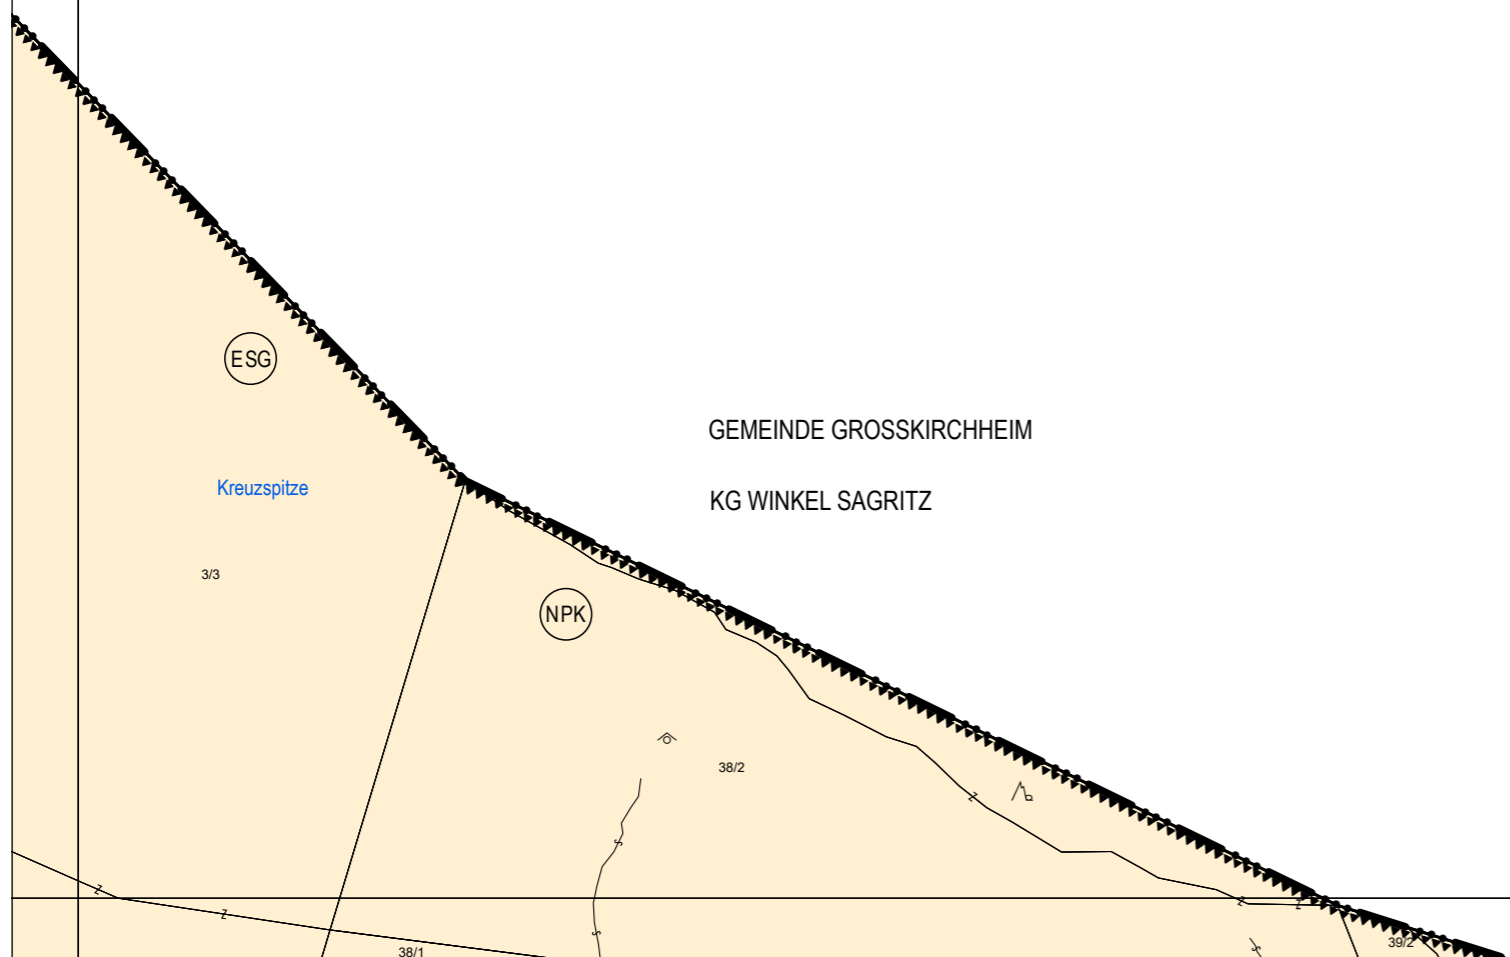 ESG
GEMEINDE GROSSKIRCHHEIM
Kreuzspitze
KG WINKEL SAGRITZ
3/3
NPK
38/2
38/1
39/2